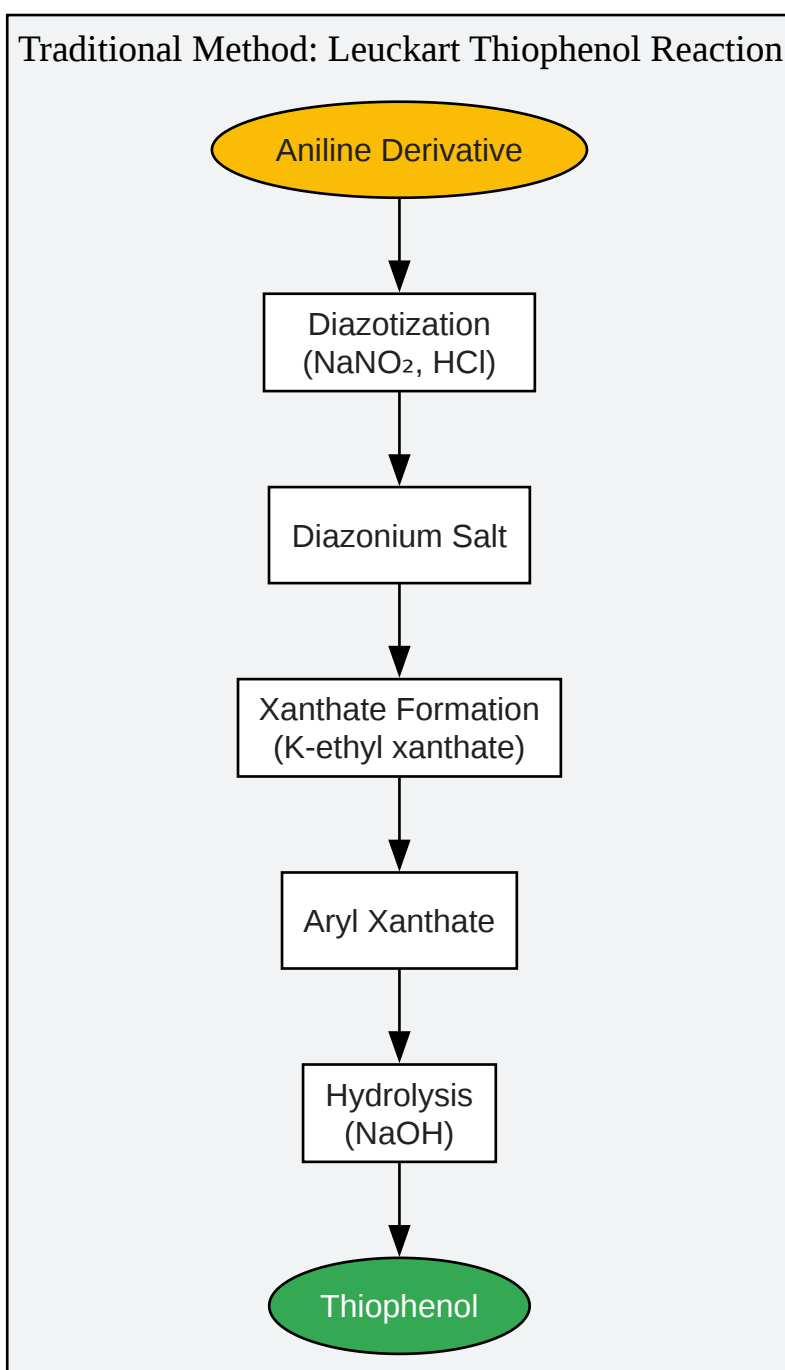 Traditional Method: Leuckart Thiophenol Reaction
Aniline Derivative
Diazotization
(NaNO₂, HCl)
Diazonium Salt
Xanthate Formation
(K-ethyl xanthate)
Aryl Xanthate
Hydrolysis
(NaOH)
Thiophenol